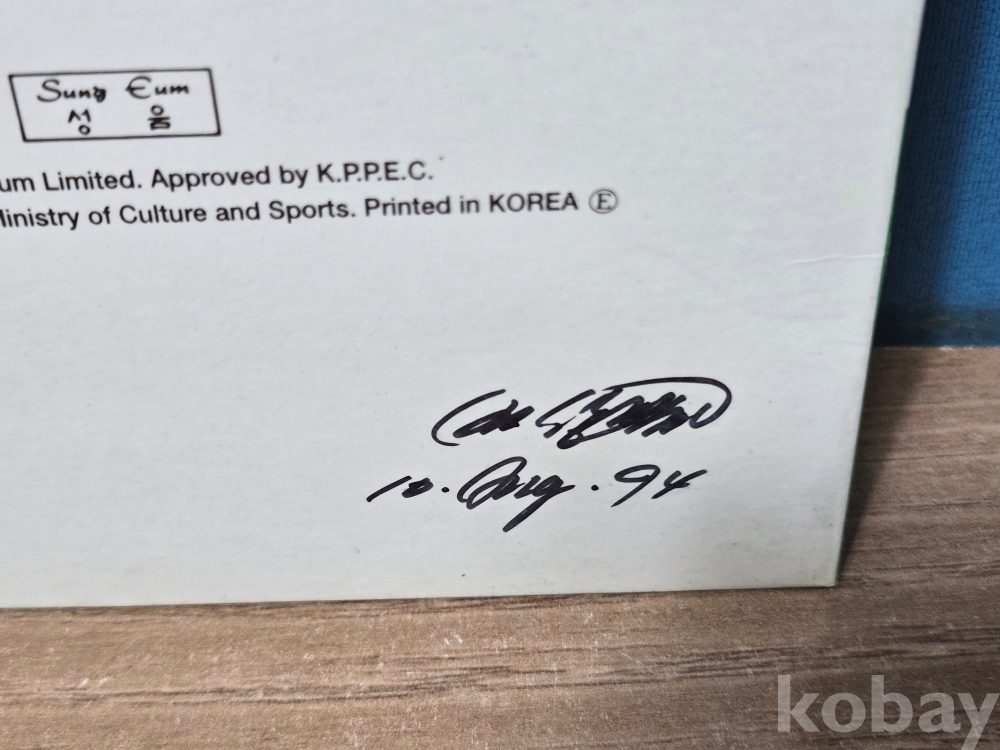 Sung Eum
성 음
um Limited. Approved by K.P.P.E.C.
inistry of Culture and Sports. Printed in KOREA Ⓔ
10. Aug. 94
kobay